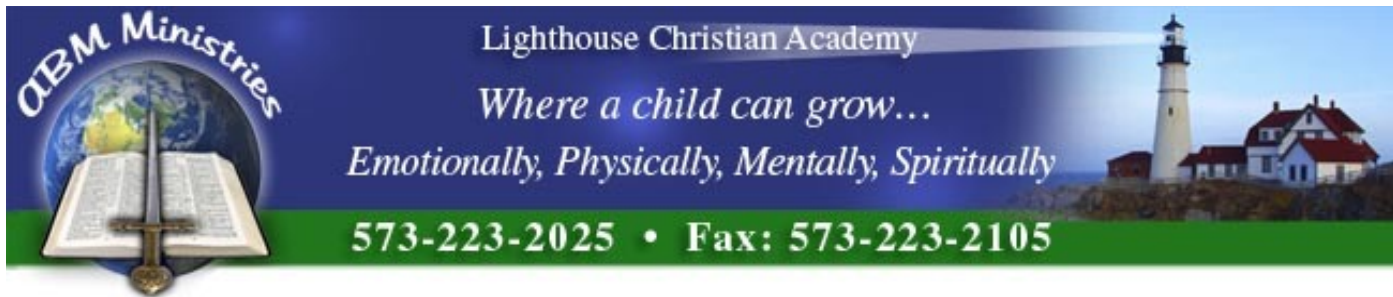 ABM Ministries
Lighthouse Christian Academy
Where a child can grow...
Emotionally, Physically, Mentally, Spiritually
573-223-2025 • Fax: 573-223-2105